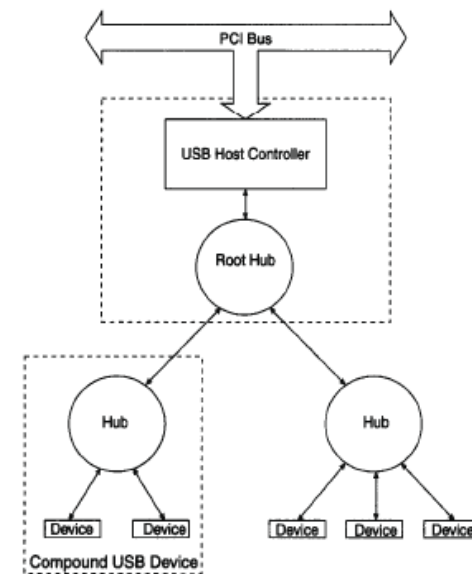 PCI Bus
USB Host Controller
Root Hub
Hub
Hub
Device
Device
Device
Device
Device
Compound USB Device